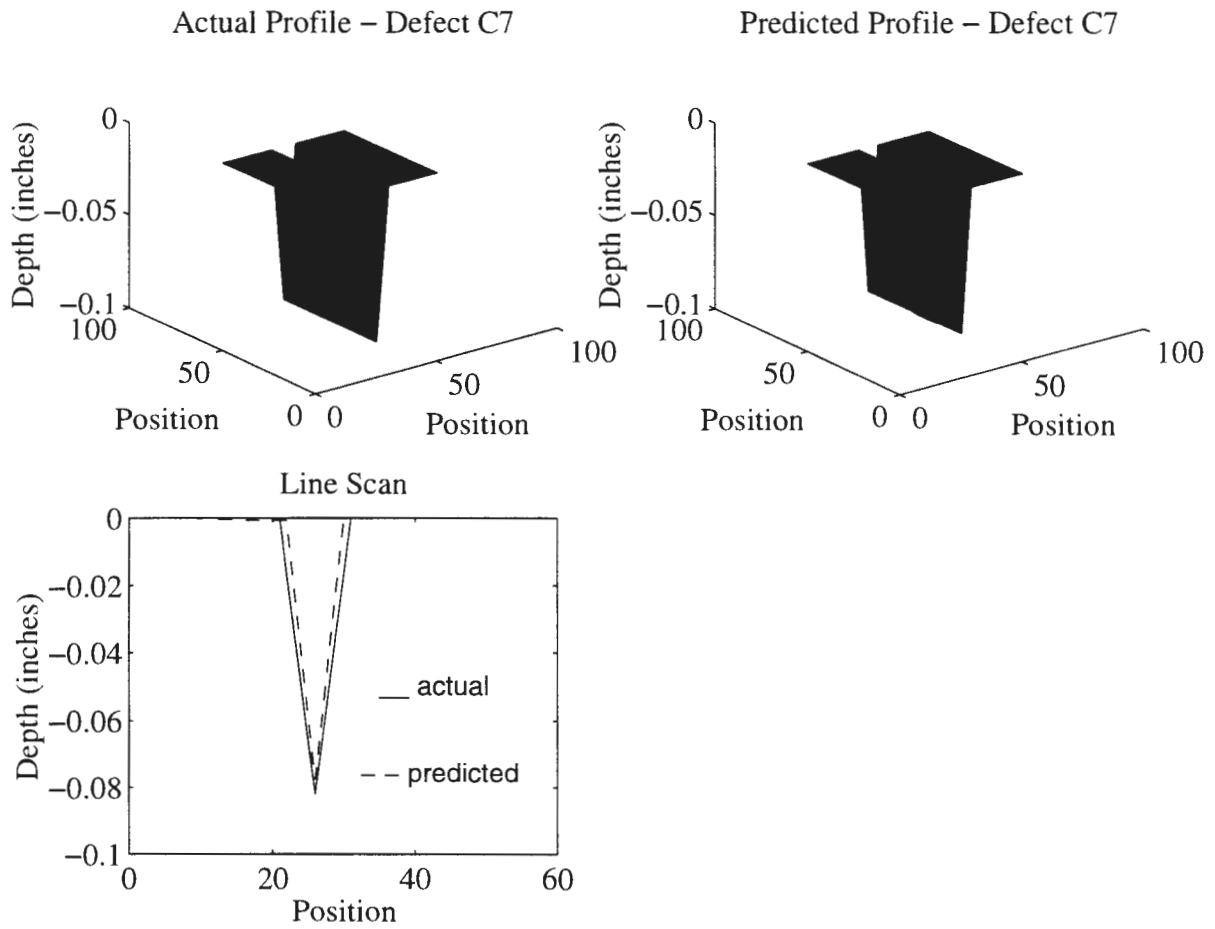 Actual Profile – Defect C7
Predicted Profile – Defect C7
0
−0.05
−0.1
Depth (inches)
100
50
0
Position
0
50
100
Position
0
−0.05
−0.1
Depth (inches)
100
50
0
Position
0
50
100
Position
Line Scan
0
−0.02
−0.04
−0.06
−0.08
−0.1
Depth (inches)
actual
predicted
0
20
40
60
Position